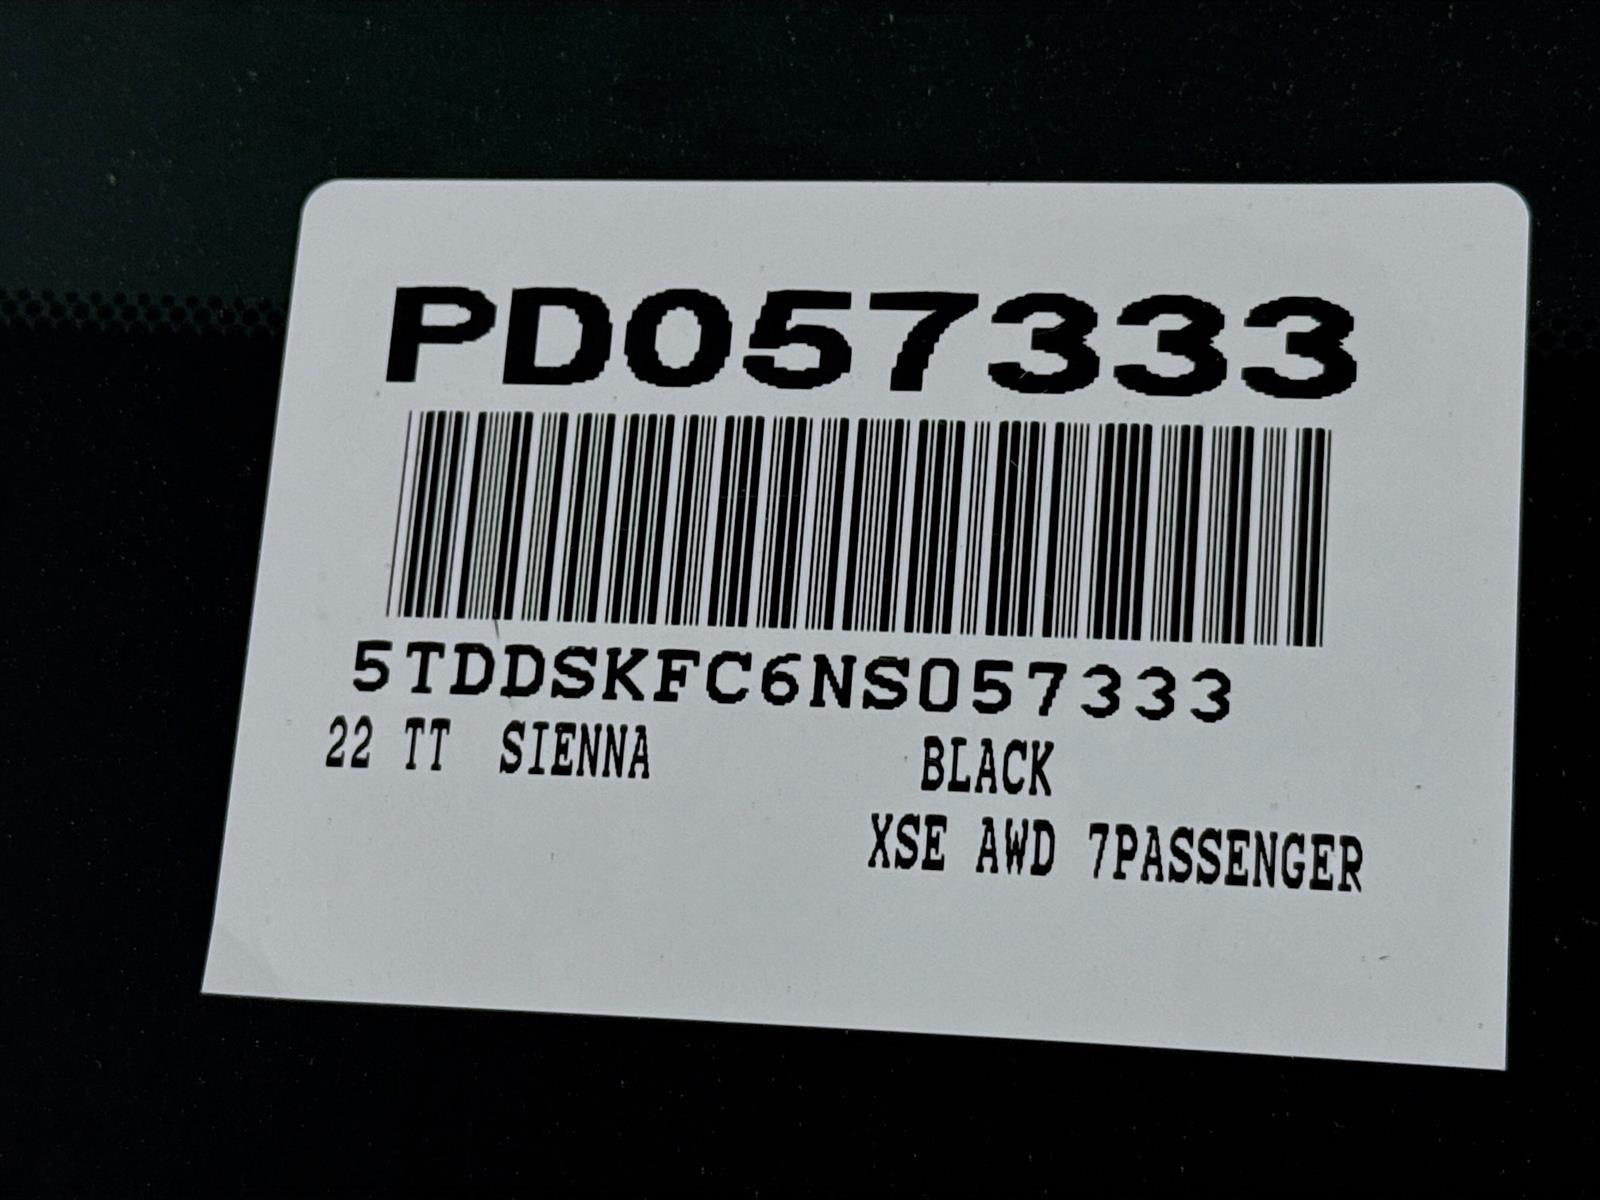 PD057333
5TDDSKFC6NS057333
22 TT SIENNA BLACK
XSE AWD 7PASSENGER